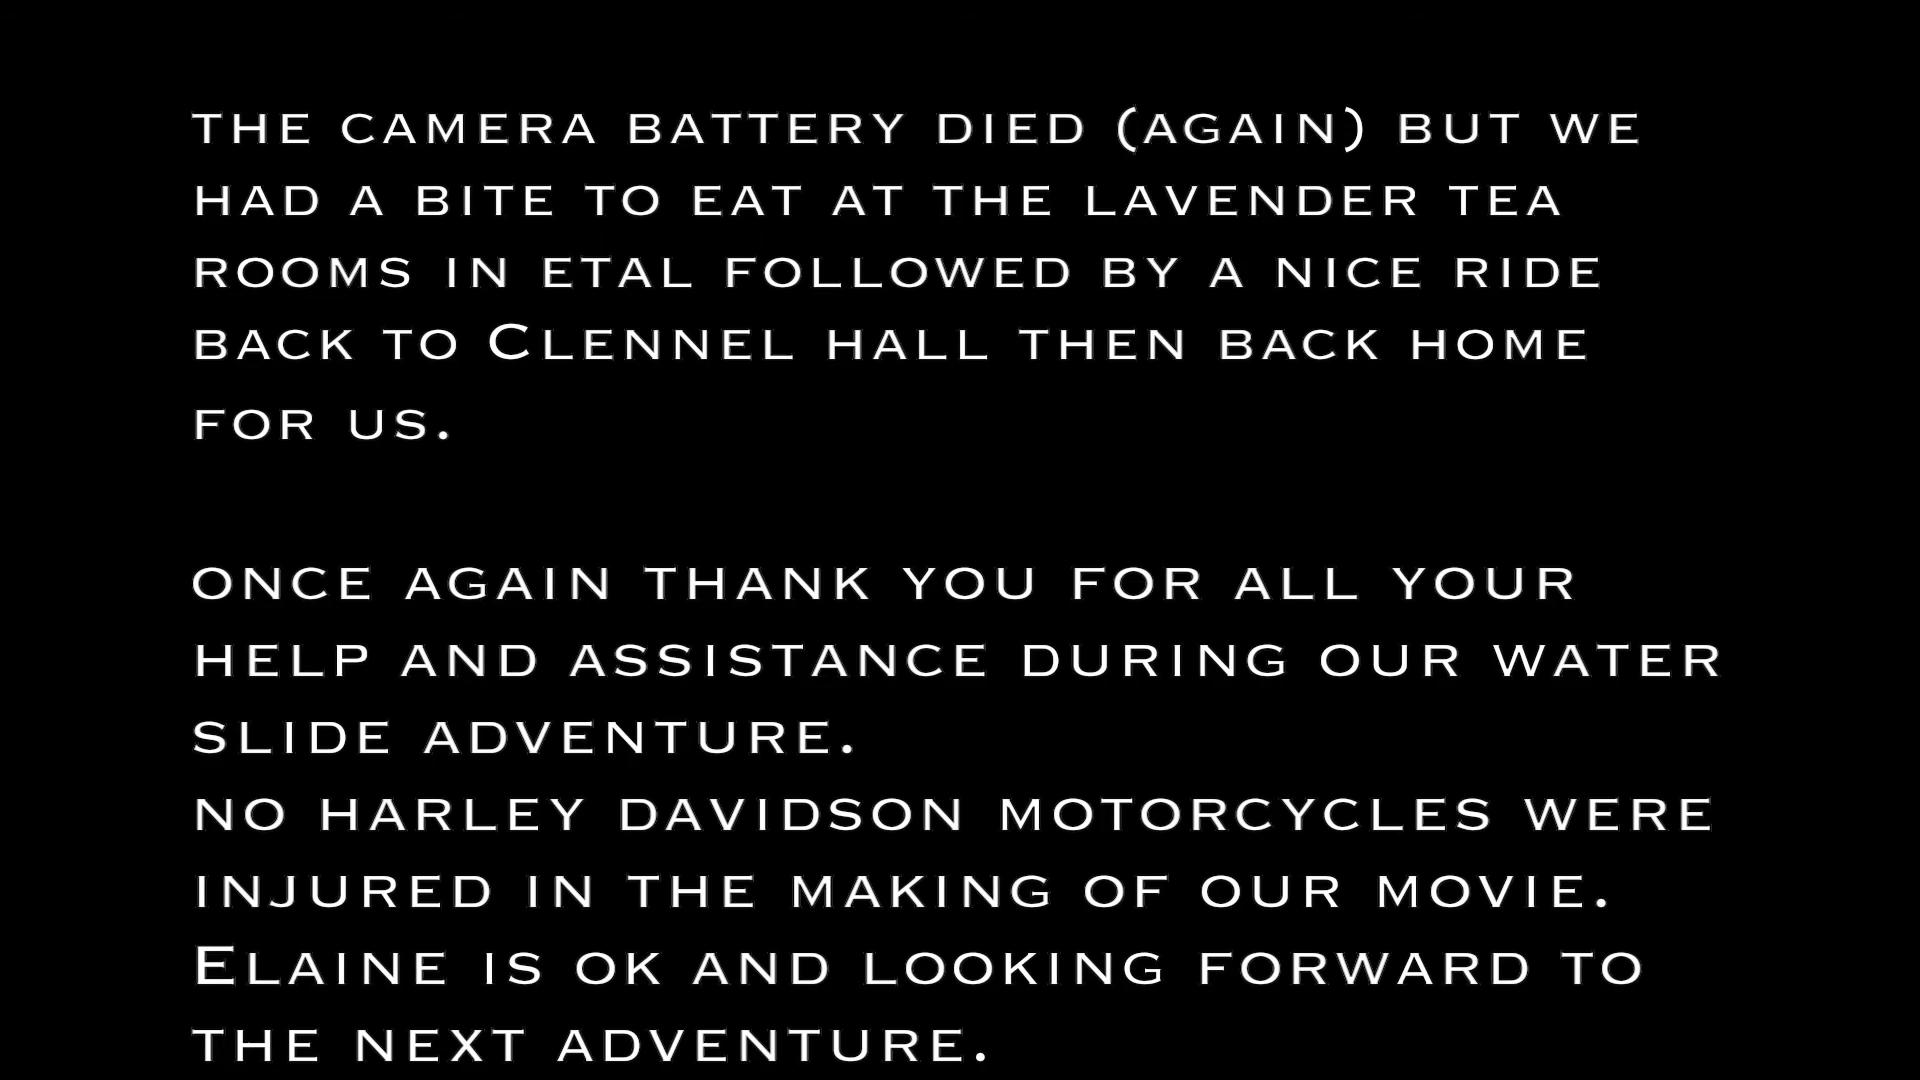 the camera battery died (again) but we
had a bite to eat at the lavender tea
rooms in etal followed by a nice ride
back to Clennel hall then back home
for us.
once again thank you for all your
help and assistance during our water
slide adventure.
no harley davidson motorcycles were
injured in the making of our movie.
Elaine is ok and looking forward to
the next adventure.